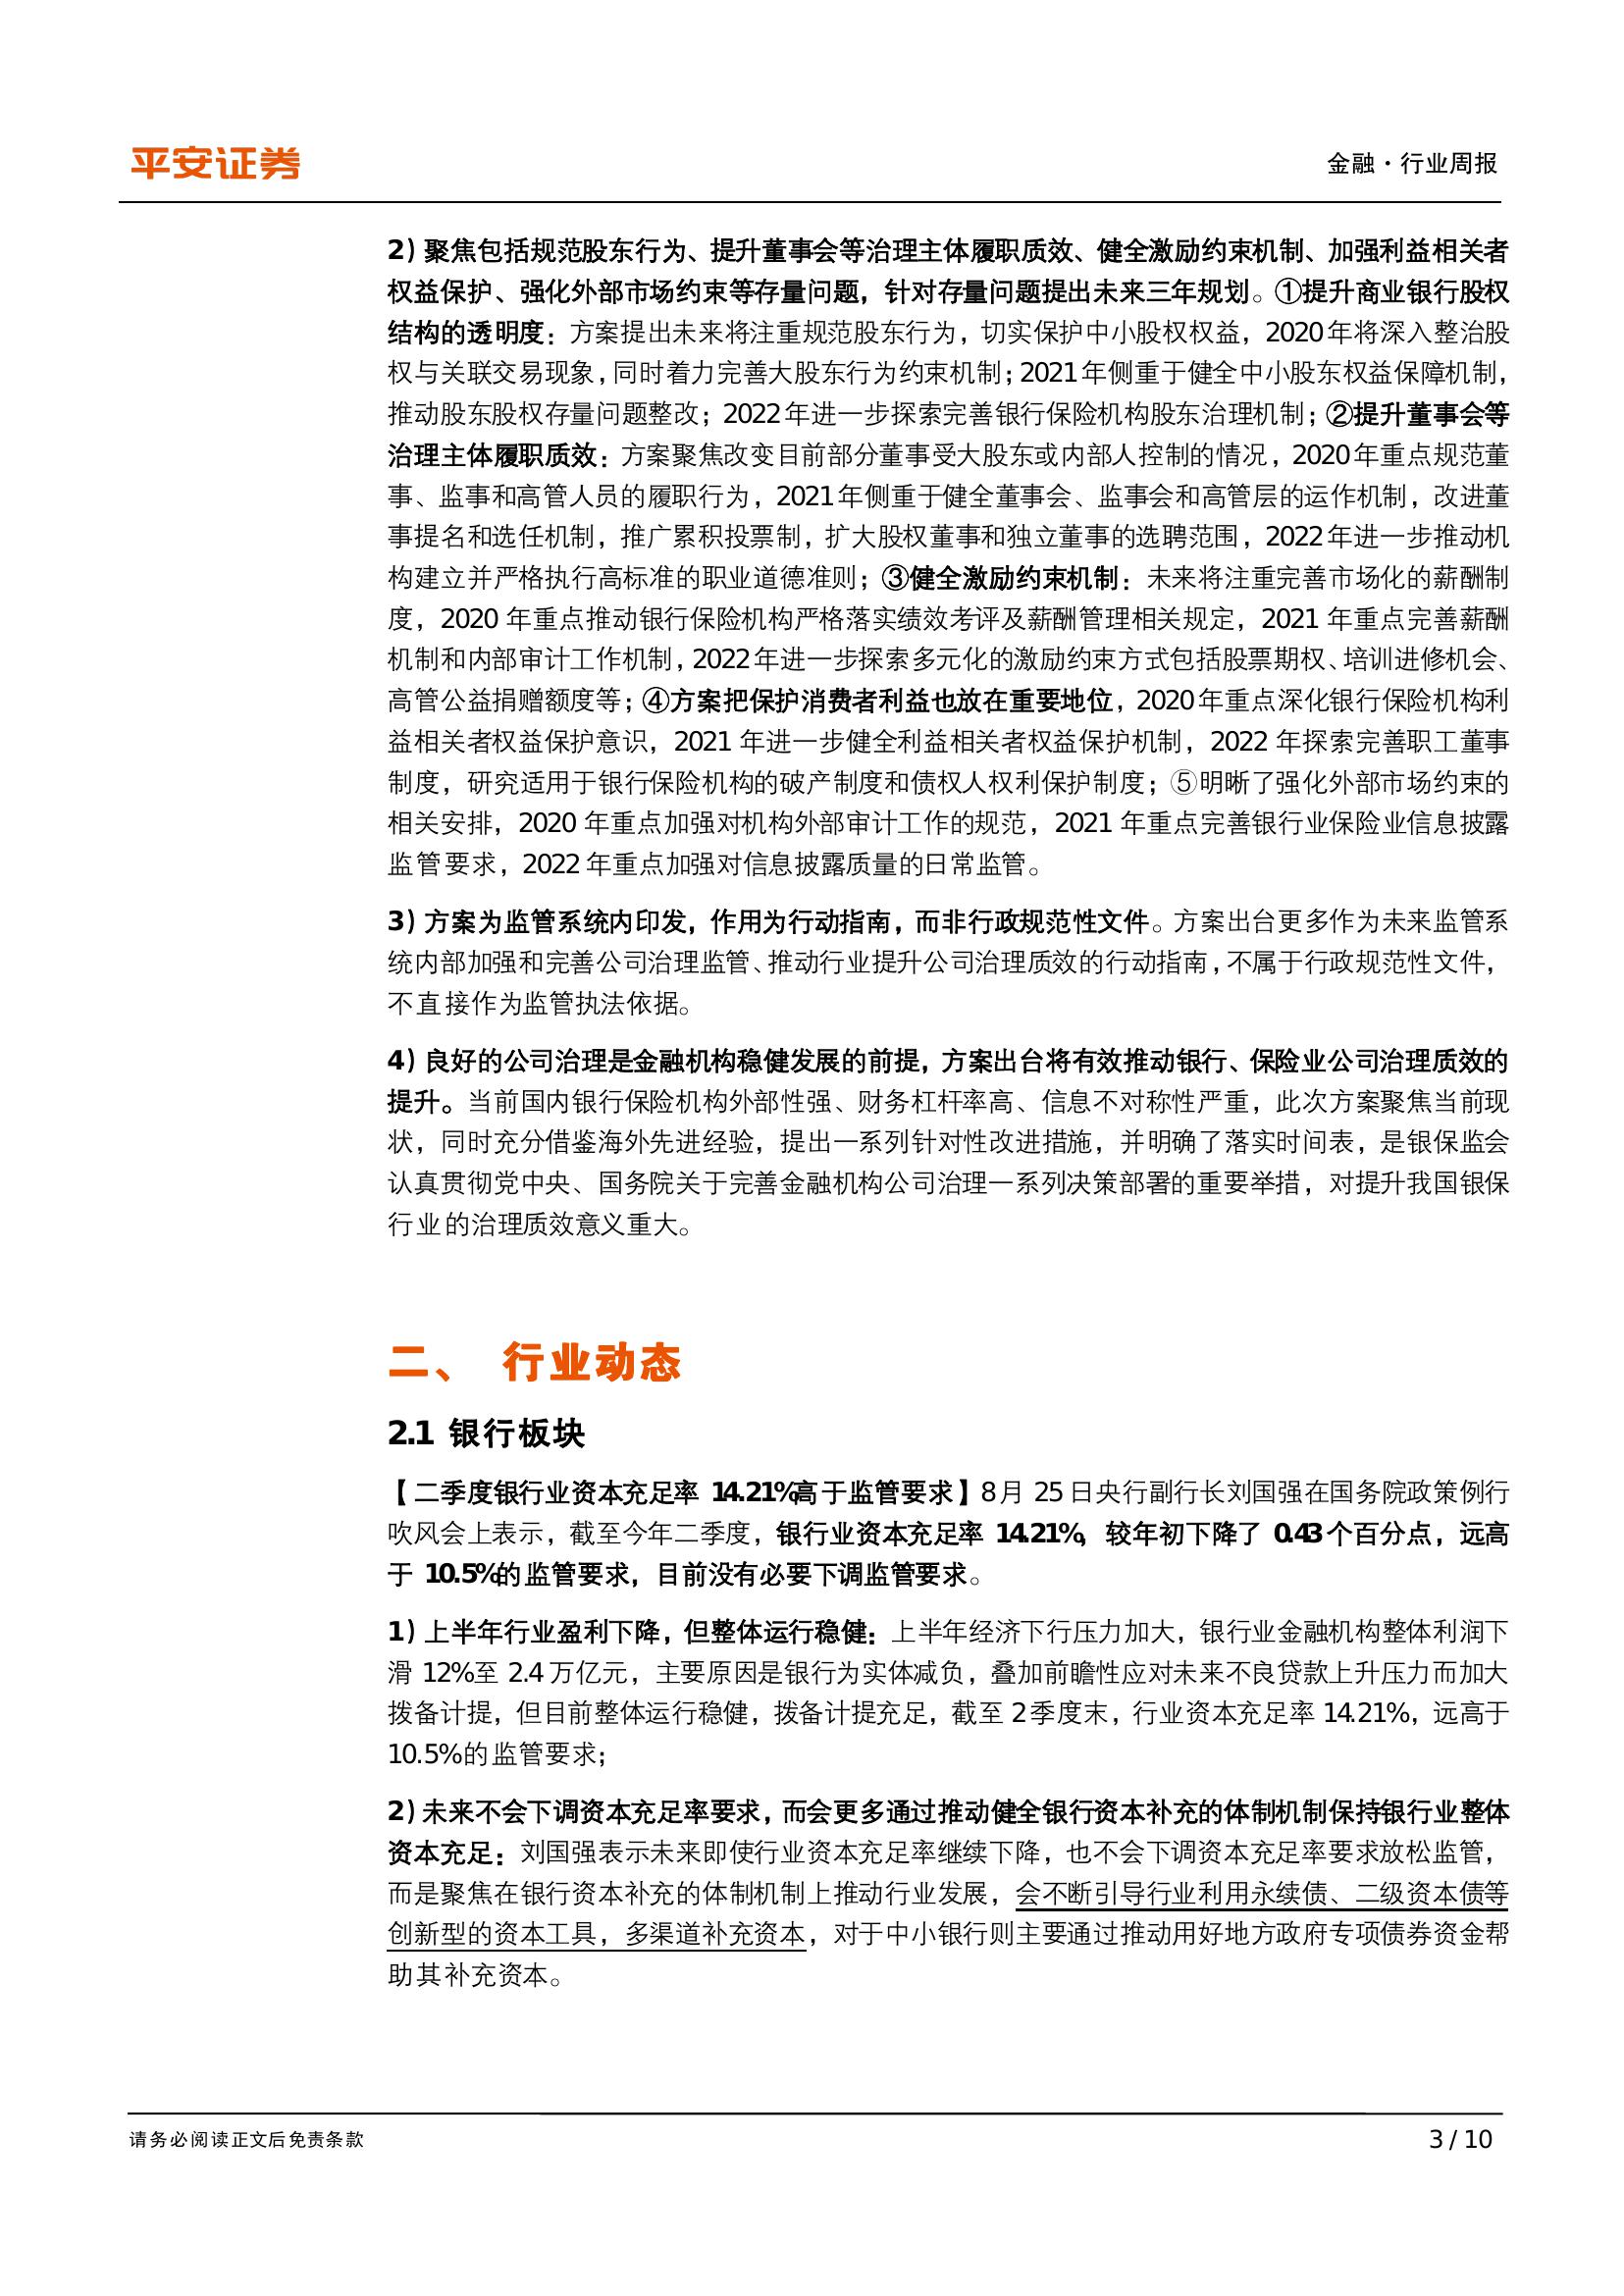 平安证券
金融·行业周报
2）聚焦包括规范股东行为、提升董事会等治理主体履职质效、健全激励约束机制、加强利益相关者
权益保护、强化外部市场约束等存量问题，针对存量问题提出未来三年规划。①提升商业银行股权
结构的透明度：方案提出未来将注重规范股东行为，切实保护中小股权权益，2020年将深入整治股
权与关联交易现象，同时着力完善大股东行为约束机制；2021年侧重于健全中小股东权益保障机制，
推动股东股权存量问题整改；2022年进一步探索完善银行保险机构股东治理机制；②提升董事会等
治理主体履职质效：方案聚焦改变目前部分董事受大股东或内部人控制的情况，2020年重点规范董
事、监事和高管人员的履职行为，2021年侧重于健全董事会、监事会和高管层的运作机制，改进董
事提名和选任机制，推广累积投票制，扩大股权董事和独立董事的选聘范围，2022年进一步推动机
构建立并严格执行高标准的职业道德准则；③健全激励约束机制：未来将注重完善市场化的薪酬制
度，2020 年重点推动银行保险机构严格落实绩效考评及薪酬管理相关规定，2021 年重点完善薪酬
机制和内部审计工作机制，2022年进一步探索多元化的激励约束方式包括股票期权、培训进修机会、
高管公益捐赠额度等；④方案把保护消费者利益也放在重要地位，2020年重点深化银行保险机构利
益相关者权益保护意识，2021 年进一步健全利益相关者权益保护机制，2022 年探索完善职工董事
制度，研究适用于银行保险机构的破产制度和债权人权利保护制度；⑤明晰了强化外部市场约束的
相关安排，2020 年重点加强对机构外部审计工作的规范，2021 年重点完善银行业保险业信息披露
监管要求，2022年重点加强对信息披露质量的日常监管。
3）方案为监管系统内印发，作用为行动指南，而非行政规范性文件。方案出台更多作为未来监管系
统内部加强和完善公司治理监管、推动行业提升公司治理质效的行动指南，不属于行政规范性文件，
不直接作为监管执法依据。
4）良好的公司治理是金融机构稳健发展的前提，方案出台将有效推动银行、保险业公司治理质效的
提升。当前国内银行保险机构外部性强、财务杠杆率高、信息不对称性严重，此次方案聚焦当前现
状，同时充分借鉴海外先进经验，提出一系列针对性改进措施，并明确了落实时间表，是银保监会
认真贯彻党中央、国务院关于完善金融机构公司治理一系列决策部署的重要举措，对提升我国银保
行业的治理质效意义重大。
二、 行业动态
2.1 银行板块
【二季度银行业资本充足率 14.21%高于监管要求】8月 25日央行副行长刘国强在国务院政策例行
吹风会上表示，截至今年二季度，银行业资本充足率 14.21%，较年初下降了 0.43个百分点，远高
于 10.5%的监管要求，目前没有必要下调监管要求。
1）上半年行业盈利下降，但整体运行稳健：上半年经济下行压力加大，银行业金融机构整体利润下
滑 12%至 2.4万亿元，主要原因是银行为实体减负，叠加前瞻性应对未来不良贷款上升压力而加大
拨备计提，但目前整体运行稳健，拨备计提充足，截至2季度末，行业资本充足率14.21%，远高于
10.5%的监管要求；
2）未来不会下调资本充足率要求，而会更多通过推动健全银行资本补充的体制机制保持银行业整体
资本充足：刘国强表示未来即使行业资本充足率继续下降，也不会下调资本充足率要求放松监管，
而是聚焦在银行资本补充的体制机制上推动行业发展，会不断引导行业利用永续债、二级资本债等
创新型的资本工具，多渠道补充资本，对于中小银行则主要通过推动用好地方政府专项债券资金帮
助其补充资本。
请务必阅读正文后免责条款
3 / 10